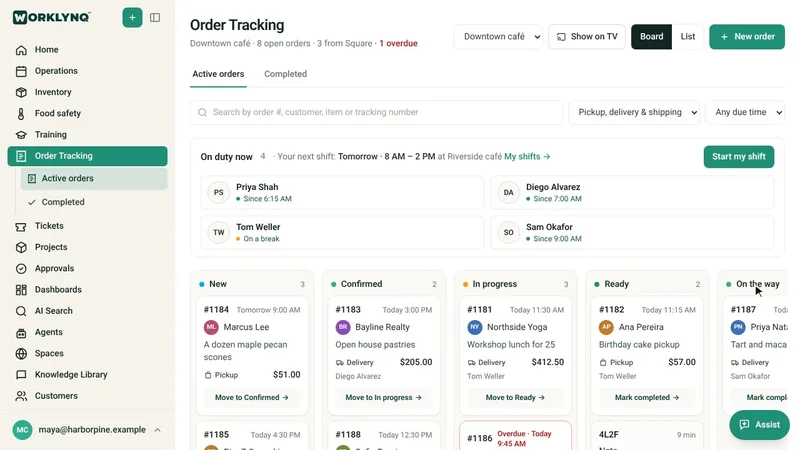 WORKLYNQ
Home
Operations
Inventory
Food safety
Training
Order Tracking
Active orders
Completed
Tickets
Projects
Approvals
Dashboards
AI Search
Agents
Spaces
Knowledge Library
Customers
MC
maya@harborpine.example
Order Tracking
Downtown café · 8 open orders · 3 from Square · 1 overdue
Downtown café
Show on TV
Board
List
+ New order
Active orders
Completed
Search by order #, customer, item or tracking number
Pickup, delivery & shipping
Any due time
On duty now 4 · Your next shift: Tomorrow · 8 AM – 2 PM at Riverside café My shifts →
Start my shift
PS
Priya Shah
Since 6:15 AM
DA
Diego Alvarez
Since 7:00 AM
TW
Tom Weller
On a break
SO
Sam Okafor
Since 9:00 AM
New 3
#1184 Tomorrow 9:00 AM
ML Marcus Lee
A dozen maple pecan
scones
Pickup $51.00
Move to Confirmed →
#1185 Today 4:30 PM
Confirmed 2
#1183 Today 3:00 PM
BR Bayline Realty
Open house pastries
Delivery $205.00
Diego Alvarez
Move to In progress →
#1188 Today 12:30 PM
In progress 3
#1181 Today 11:30 AM
NY Northside Yoga
Workshop lunch for 25
Delivery $412.50
Tom Weller
Move to Ready →
#1186 Overdue · Today
9:45 AM
Ready 2
#1182 Today 11:15 AM
AP Ana Pereira
Birthday cake pickup
Pickup $57.00
Tom Weller
Mark completed →
4L2F 9 min
On the way
#1187 Toda
PN Priya Nata
Tart and maca
Delivery
Sam Okafor
Mark compl
Assist